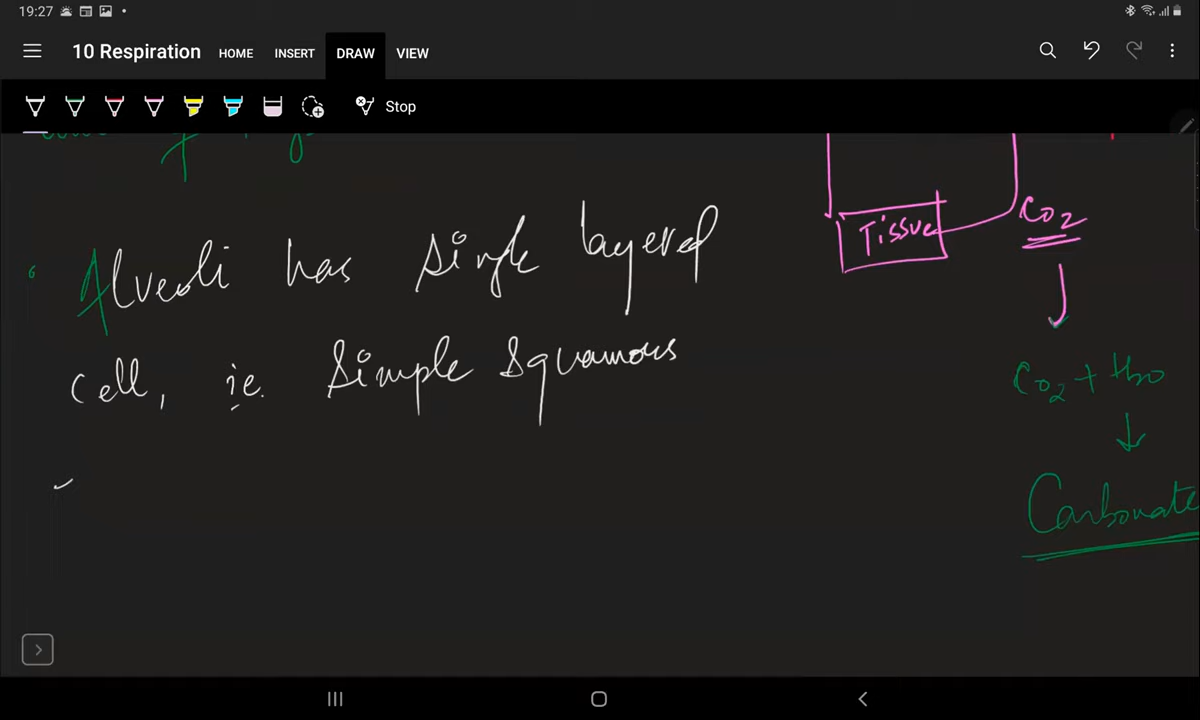 19:27
10 Respiration HOME INSERT DRAW VIEW
Stop
Alveoli has single layered
cell, ie. Simple Squamous
Tissue
CO2
CO2 + H2O
Carbonate